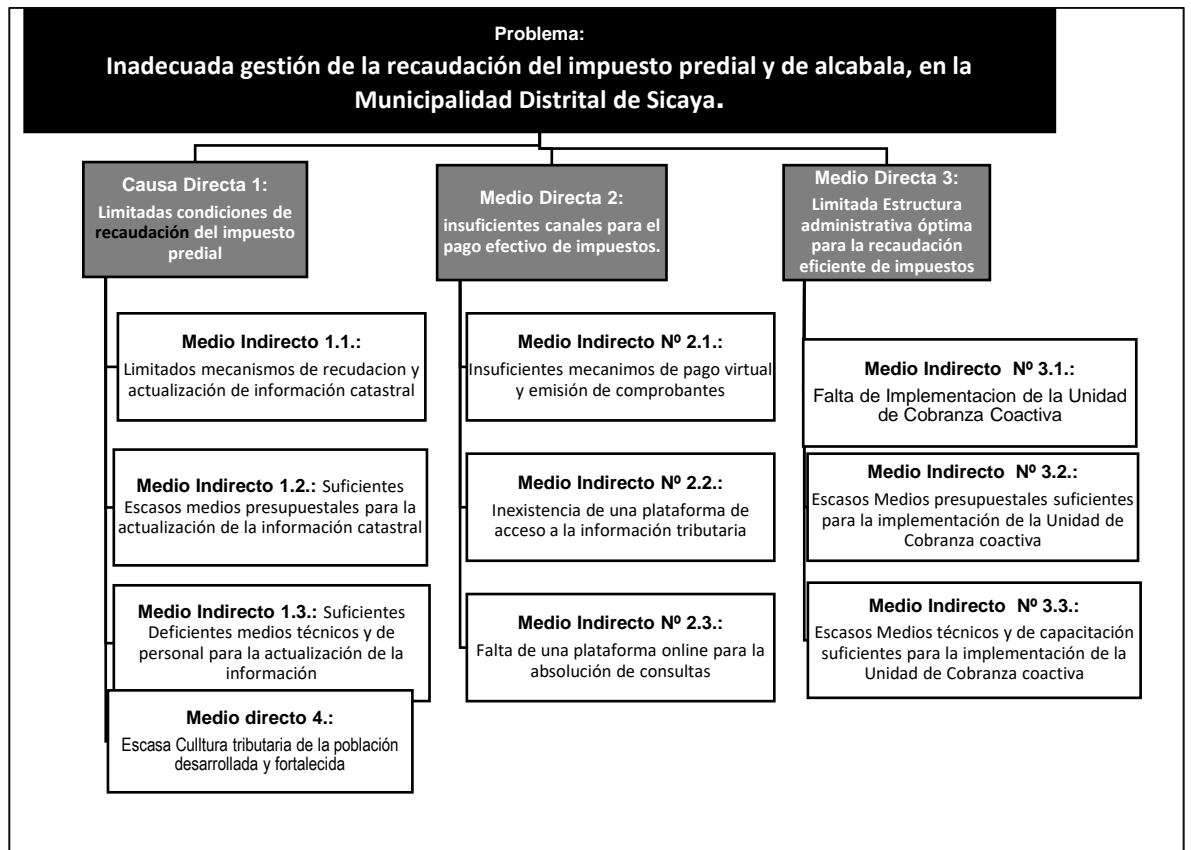 Problema:
Inadecuada gestión de la recaudación del impuesto predial y de alcabala, en la
Municipalidad Distrital de Sicaya.
Causa Directa 1:
Limitadas condiciones de
recaudación del impuesto
predial
Medio Indirecto 1.1.:
Limitados mecanismos de recudacion y
actualización de información catastral
Medio Indirecto 1.2.: Suficientes
Escasos medios presupuestales para la
actualización de la información catastral
Medio Indirecto 1.3.: Suficientes
Deficientes medios técnicos y de
personal para la actualización de la
información
Medio directo 4.:
Escasa Culltura tributaria de la población
desarrollada y fortalecida
Medio Directa 2:
insuficientes canales para el
pago efectivo de impuestos.
Medio Indirecto Nº 2.1.:
Insuficientes mecanimos de pago virtual
y emisión de comprobantes
Medio Indirecto Nº 2.2.:
Inexistencia de una plataforma de
acceso a la información tributaria
Medio Indirecto Nº 2.3.:
Falta de una plataforma online para la
absolución de consultas
Medio Directa 3:
Limitada Estructura
administrativa óptima
para la recaudación
eficiente de impuestos
Medio Indirecto Nº 3.1.:
Falta de Implementacion de la Unidad
de Cobranza Coactiva
Medio Indirecto Nº 3.2.:
Escasos Medios presupuestales suficientes
para la implementación de la Unidad de
Cobranza coactiva
Medio Indirecto Nº 3.3.:
Escasos Medios técnicos y de capacitación
suficientes para la implementación de la
Unidad de Cobranza coactiva